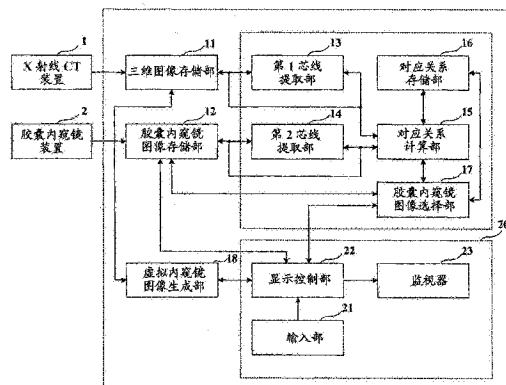 1
X 射线 CT
装置
2
胶囊内窥镜
装置
11
三维图像存储部
12
胶囊内窥镜
图像存储部
13
第 1 芯线
提取部
14
第 2 芯线
提取部
16
对应关系
存储部
15
对应关系
计算部
17
胶囊内窥镜
图像选择部
20
18
虚拟内窥镜
图像生成部
22
显示控制部
23
监视器
21
输入部